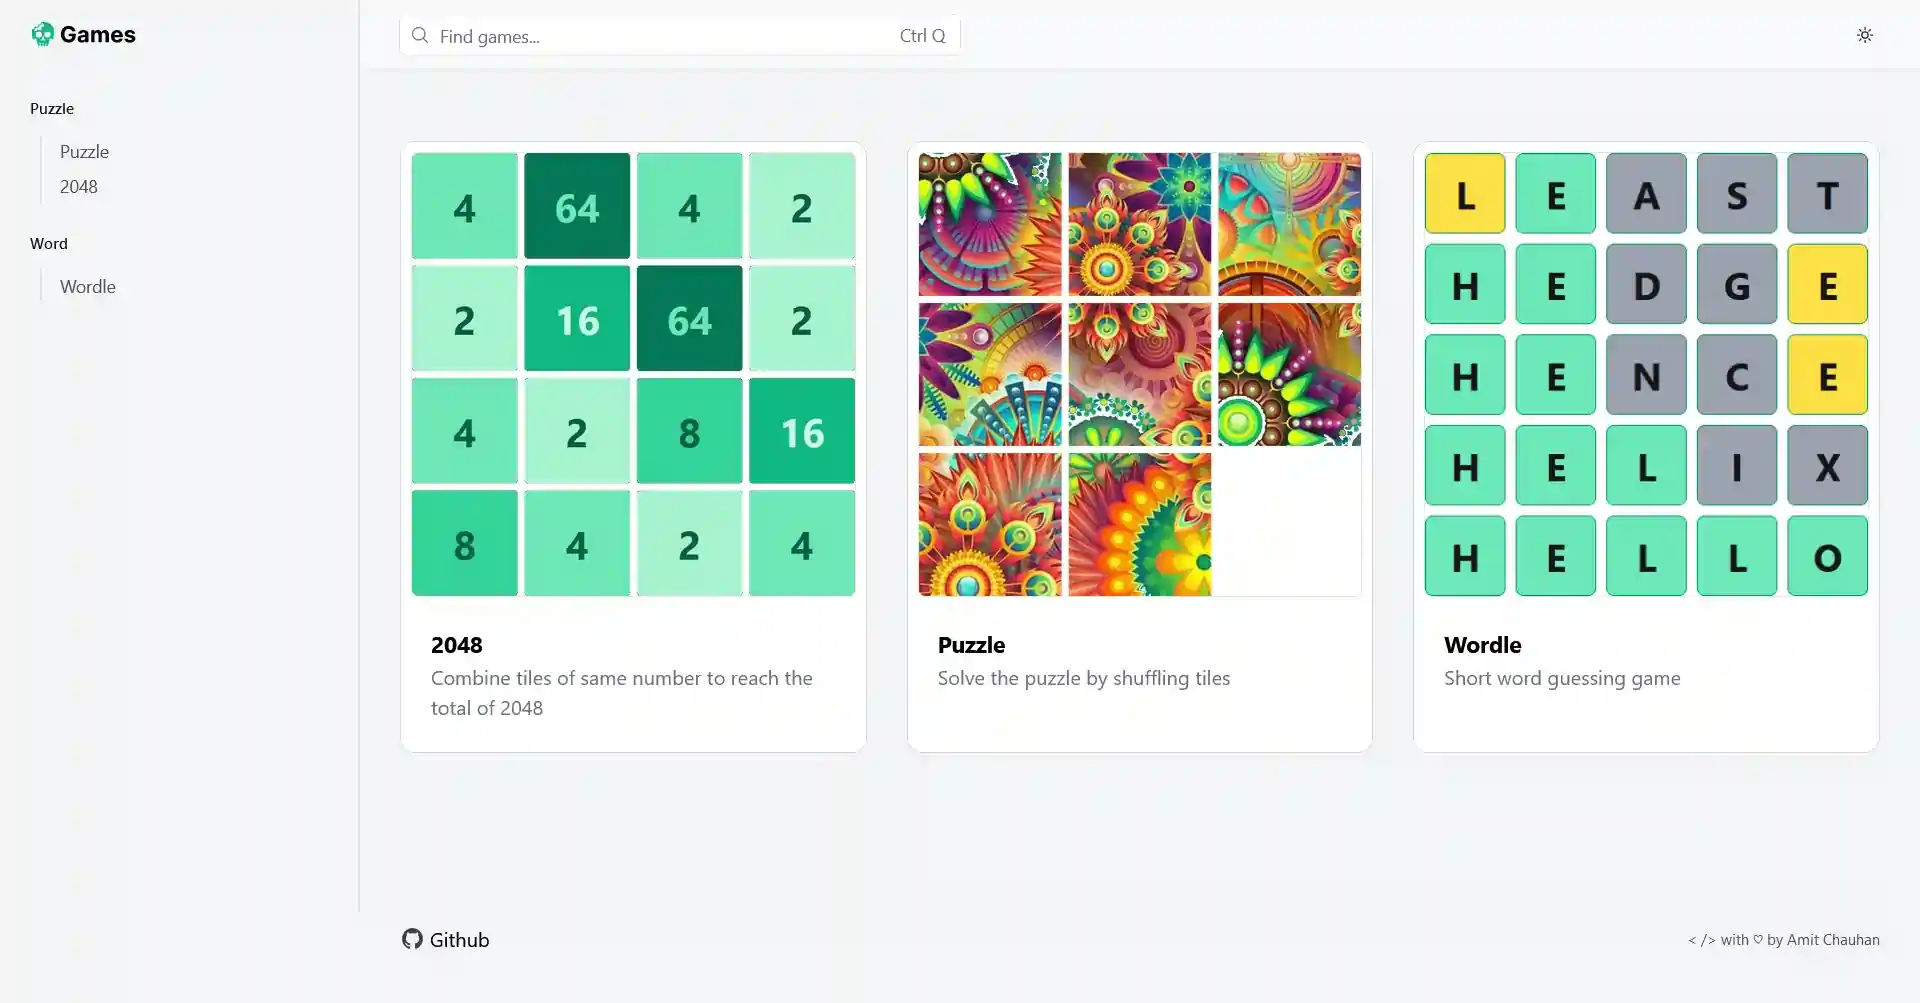 Games
Find games...
Ctrl Q
Puzzle
Puzzle
2048
Word
Wordle
4 64 4 2
2 16 64 2
4 2 8 16
8 4 2 4
2048
Combine tiles of same number to reach the
total of 2048
Puzzle
Solve the puzzle by shuffling tiles
L E A S T
H E D G E
H E N C E
H E L I X
H E L L O
Wordle
Short word guessing game
Github
< /> with ♡ by Amit Chauhan